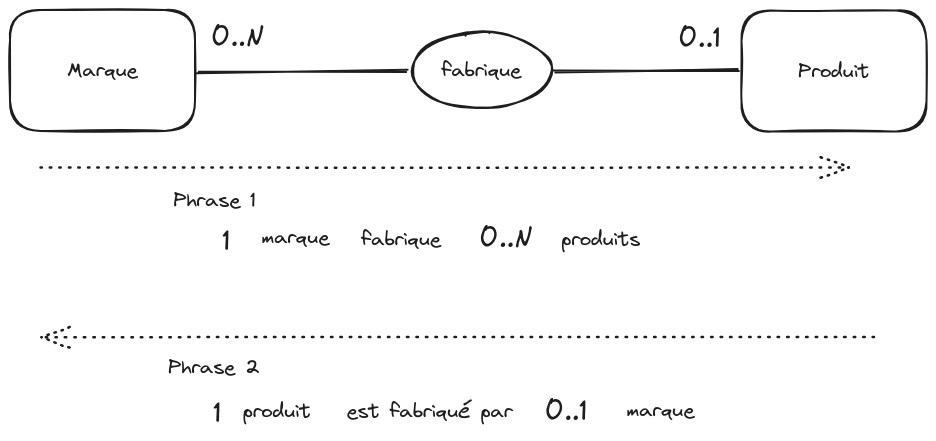 0..N 0..1
Marque fabrique Produit
Phrase 1
1 marque fabrique 0..N produits
Phrase 2
1 produit est fabriqué par 0..1 marque